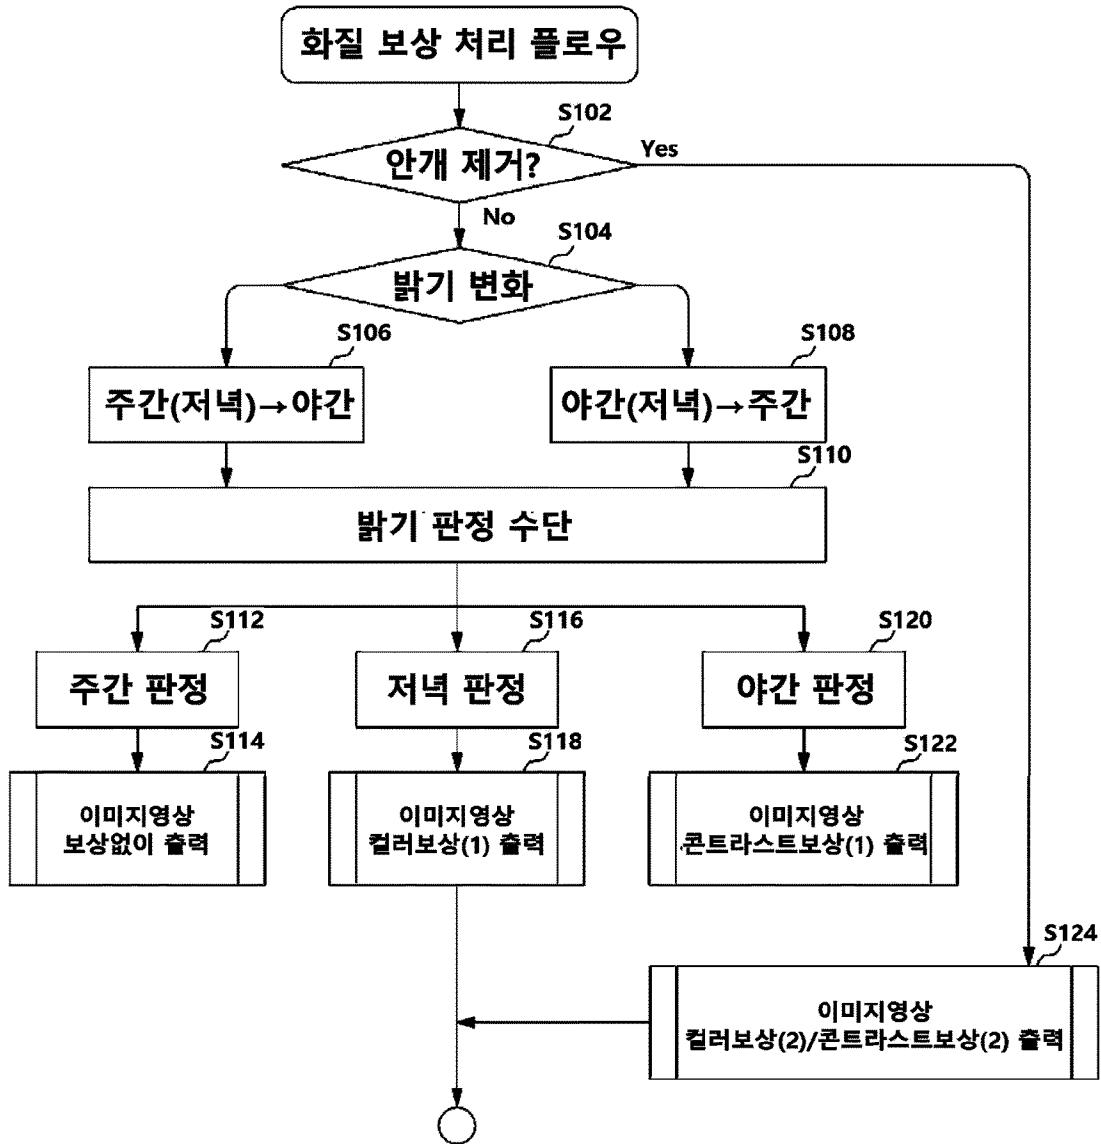 화질 보상 처리 플로우
S102
안개 제거?
Yes
No
S104
밝기 변화
S106
주간(저녁)→야간
S108
야간(저녁)→주간
S110
밝기 판정 수단
S112
주간 판정
S116
저녁 판정
S120
야간 판정
S114
이미지영상
보상없이 출력
S118
이미지영상
컬러보상(1) 출력
S122
이미지영상
콘트라스트보상(1) 출력
S124
이미지영상
컬러보상(2)/콘트라스트보상(2) 출력